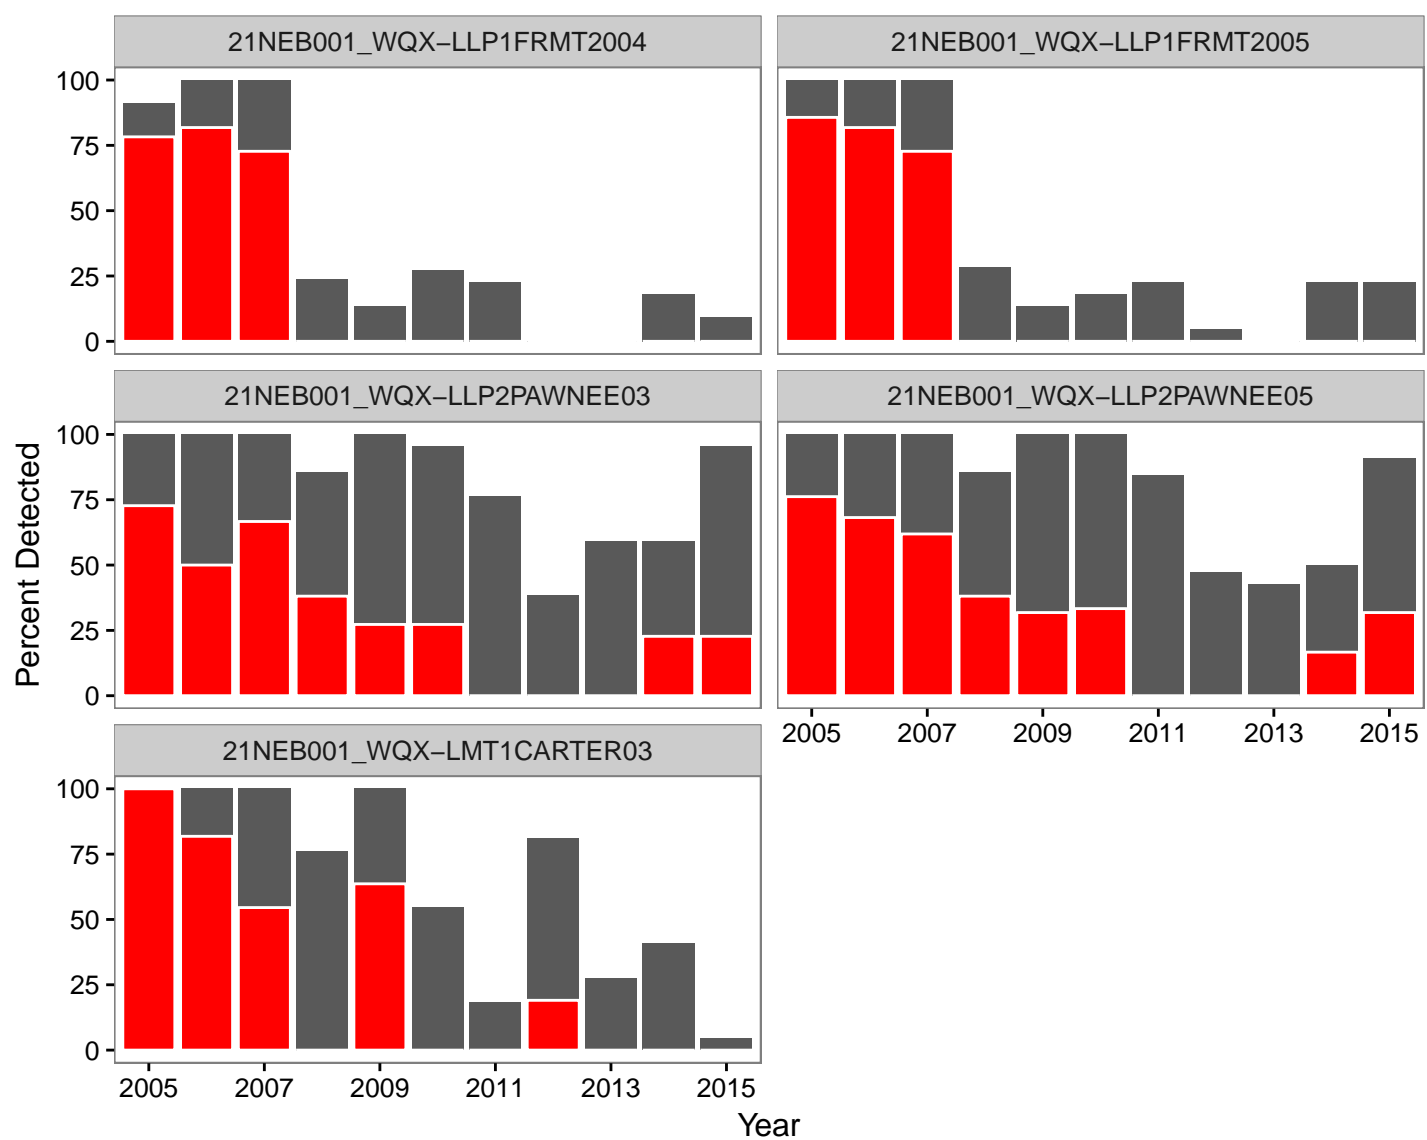 21NEB001_WQX−LLP1FRMT2004
21NEB001_WQX−LLP1FRMT2005
100
75
50
25
0
21NEB001_WQX−LLP2PAWNEE03
21NEB001_WQX−LLP2PAWNEE05
100
75
50
25
0
2005 2007 2009 2011 2013 2015
21NEB001_WQX−LMT1CARTER03
100
75
50
25
0
2005 2007 2009 2011 2013 2015
Year
Percent Detected